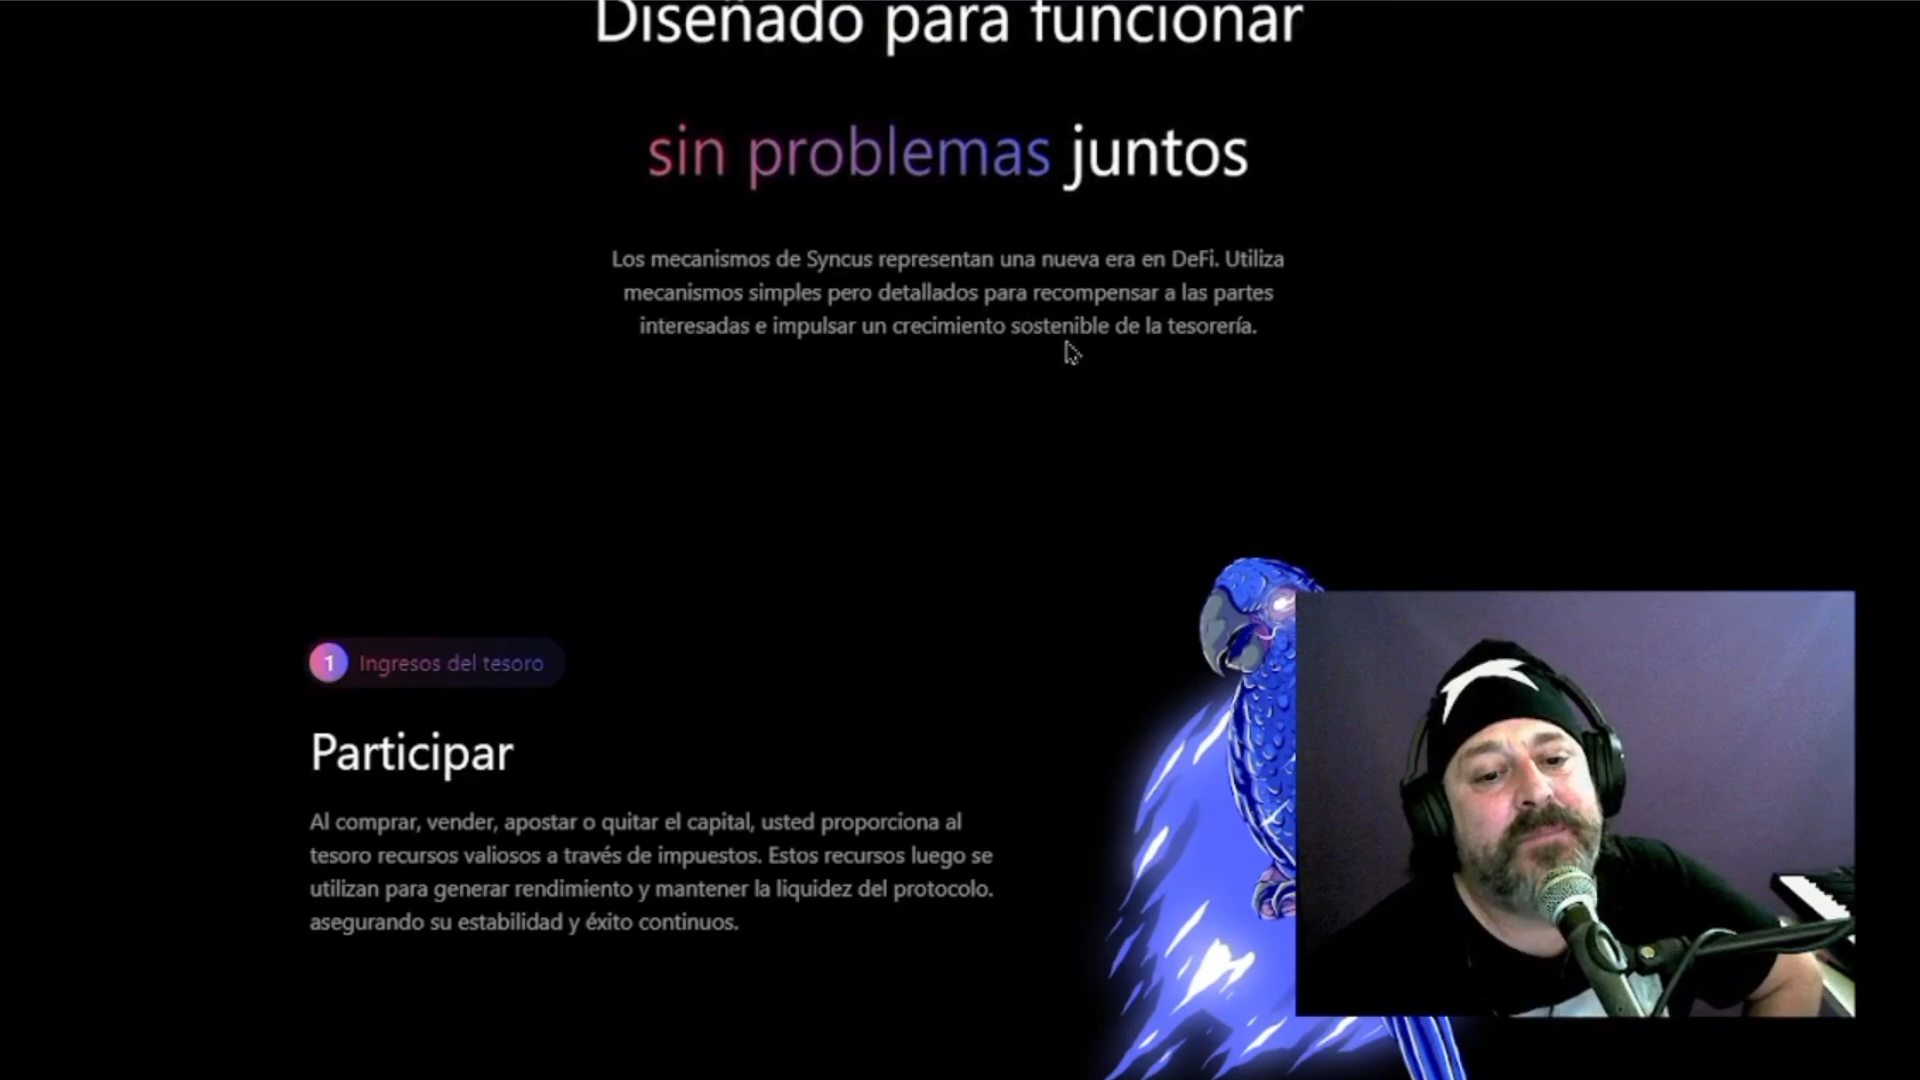 Diseñado para funcionar
sin problemas juntos
Los mecanismos de Syncus representan una nueva era en DeFi. Utiliza
mecanismos simples pero detallados para recompensar a las partes
interesadas e impulsar un crecimiento sostenible de la tesorería.
1 Ingresos del tesoro
Participar
Al comprar, vender, apostar o quitar el capital, usted proporciona al
tesoro recursos valiosos a través de impuestos. Estos recursos luego se
utilizan para generar rendimiento y mantener la liquidez del protocolo.
asegurando su estabilidad y éxito continuos.